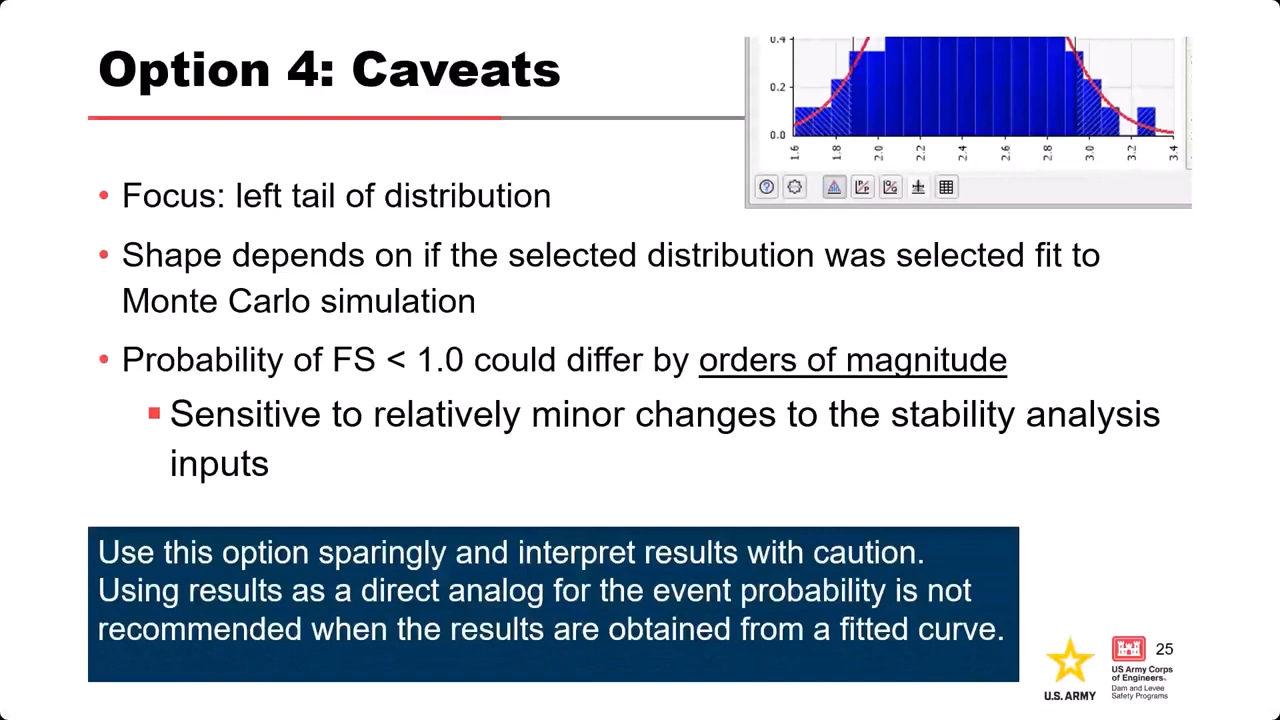 Option 4: Caveats
0.4
0.2
0.0
1.6
1.8
2.0
2.2
2.4
2.6
2.8
3.0
3.2
3.4
• Focus: left tail of distribution
• Shape depends on if the selected distribution was selected fit to
Monte Carlo simulation
• Probability of FS < 1.0 could differ by orders of magnitude
Sensitive to relatively minor changes to the stability analysis
inputs
Use this option sparingly and interpret results with caution.
Using results as a direct analog for the event probability is not
recommended when the results are obtained from a fitted curve.
U.S. ARMY
25
US Army Corps
of Engineers®
Dam and Levee
Safety Programs